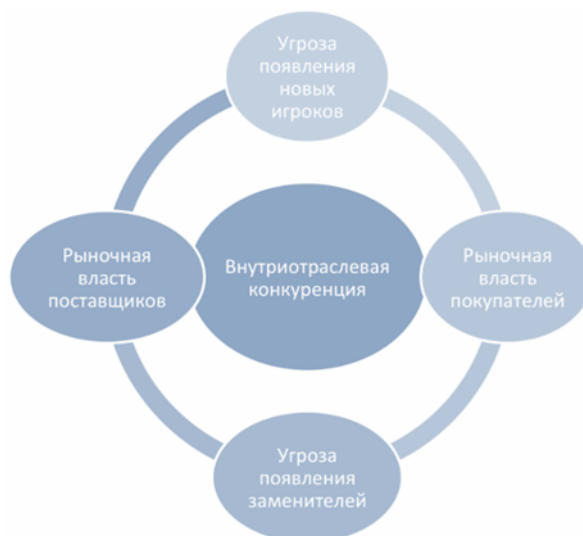 Угроза
появления
новых
игроков
Рыночная
власть
поставщиков
Внутриотраслевая
конкуренция
Рыночная
власть
покупателей
Угроза
появления
заменителей